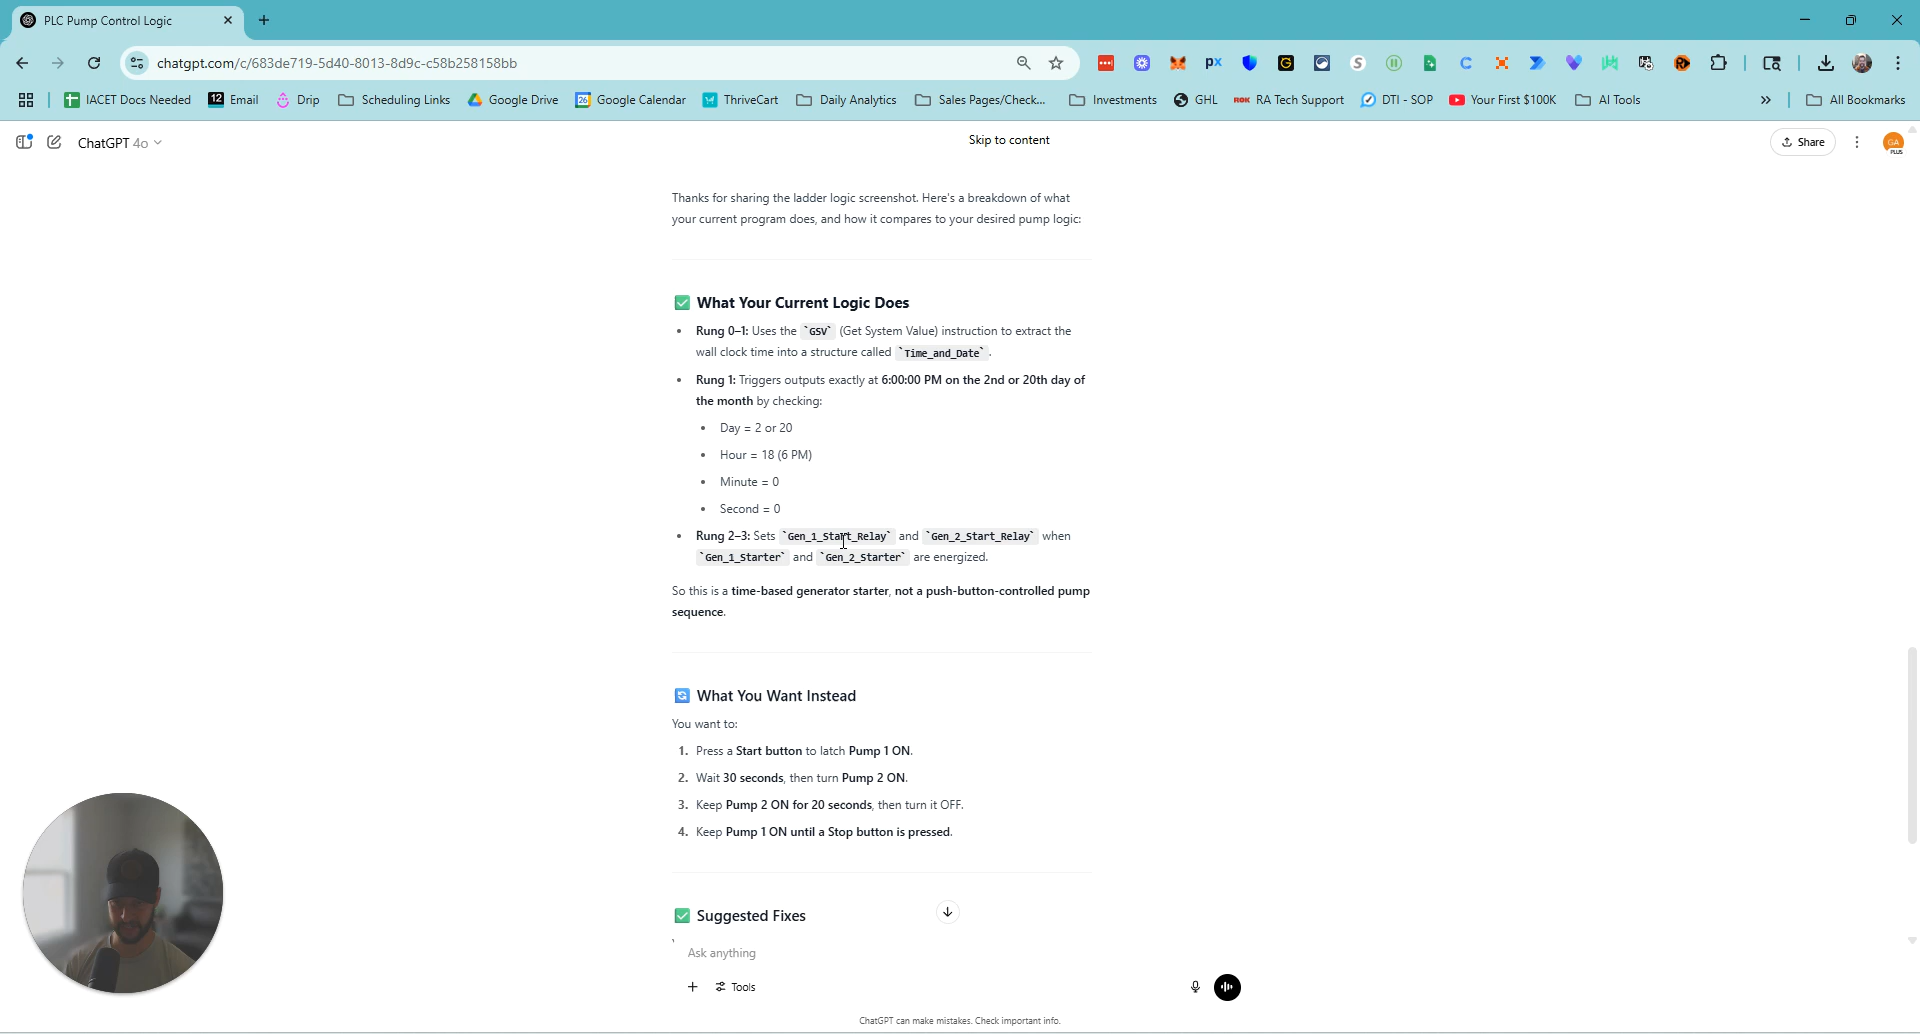 PLC Pump Control Logic
chatgpt.com/c/683de719-5d40-8013-8d9c-c58b258158bb
IACET Docs Needed
12 Email
Drip
Scheduling Links
Google Drive
26 Google Calendar
ThriveCart
Daily Analytics
Sales Pages/Check...
Investments
GHL
ROK RA Tech Support
DTI - SOP
Your First $100K
AI Tools
»
All Bookmarks
ChatGPT 4o
Skip to content
Share
GA
PLUS
Thanks for sharing the ladder logic screenshot. Here's a breakdown of what
your current program does, and how it compares to your desired pump logic:
What Your Current Logic Does
• Rung 0–1: Uses the `GSV` (Get System Value) instruction to extract the
wall clock time into a structure called `Time_and_Date`.
• Rung 1: Triggers outputs exactly at 6:00:00 PM on the 2nd or 20th day of
the month by checking:
• Day = 2 or 20
• Hour = 18 (6 PM)
• Minute = 0
• Second = 0
• Rung 2–3: Sets `Gen_1_Start_Relay` and `Gen_2_Start_Relay` when
`Gen_1_Starter` and `Gen_2_Starter` are energized.
So this is a time-based generator starter, not a push-button-controlled pump
sequence.
What You Want Instead
You want to:
1. Press a Start button to latch Pump 1 ON.
2. Wait 30 seconds, then turn Pump 2 ON.
3. Keep Pump 2 ON for 20 seconds, then turn it OFF.
4. Keep Pump 1 ON until a Stop button is pressed.
Suggested Fixes
Ask anything
Tools
ChatGPT can make mistakes. Check important info.